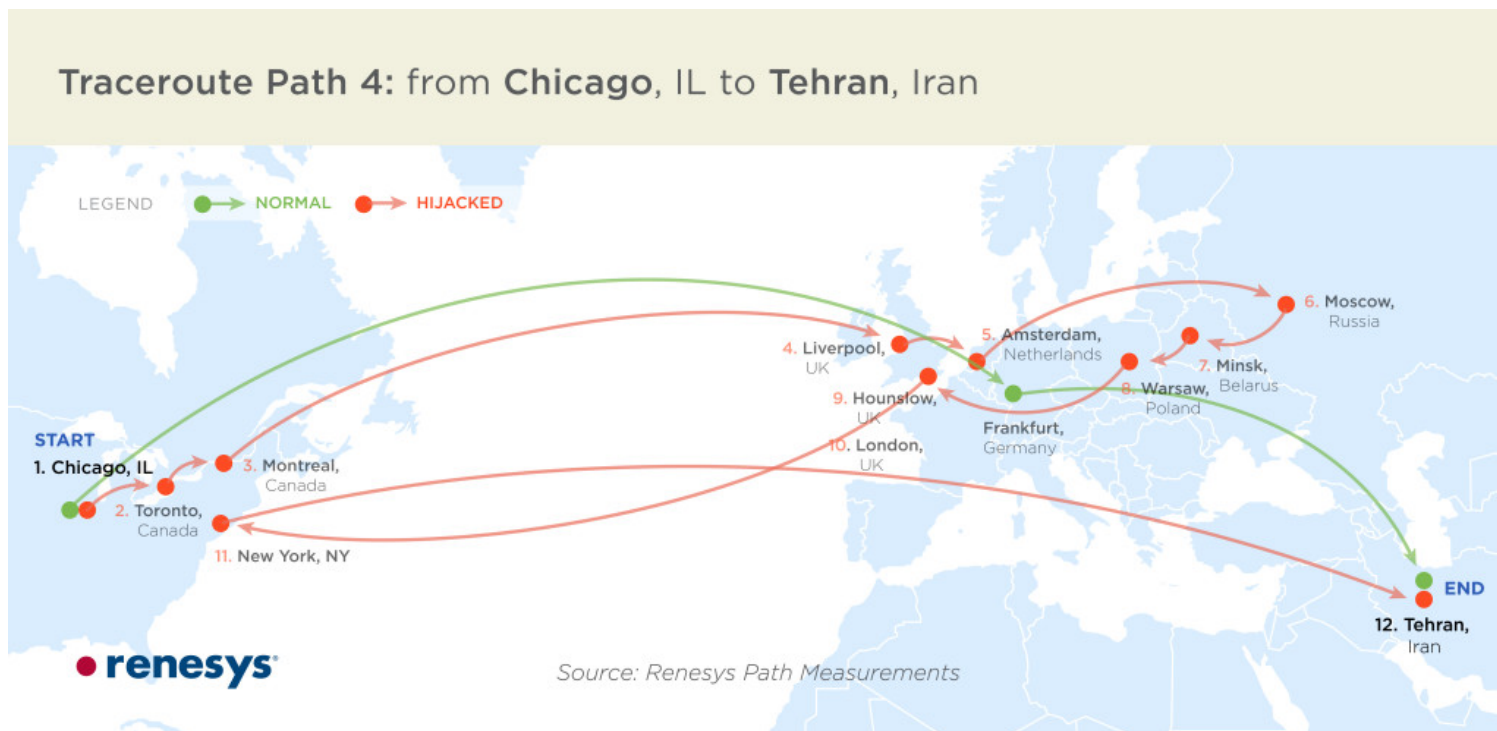 Traceroute Path 4: from Chicago, IL to Tehran, Iran
LEGEND
NORMAL
HIJACKED
START
1. Chicago, IL
2. Toronto,
Canada
3. Montreal,
Canada
4. Liverpool,
UK
5. Amsterdam,
Netherlands
6. Moscow,
Russia
7. Minsk,
Belarus
8. Warsaw,
Poland
9. Hounslow,
UK
10. London,
UK
Frankfurt,
Germany
11. New York, NY
END
12. Tehran,
Iran
renesys
Source: Renesys Path Measurements